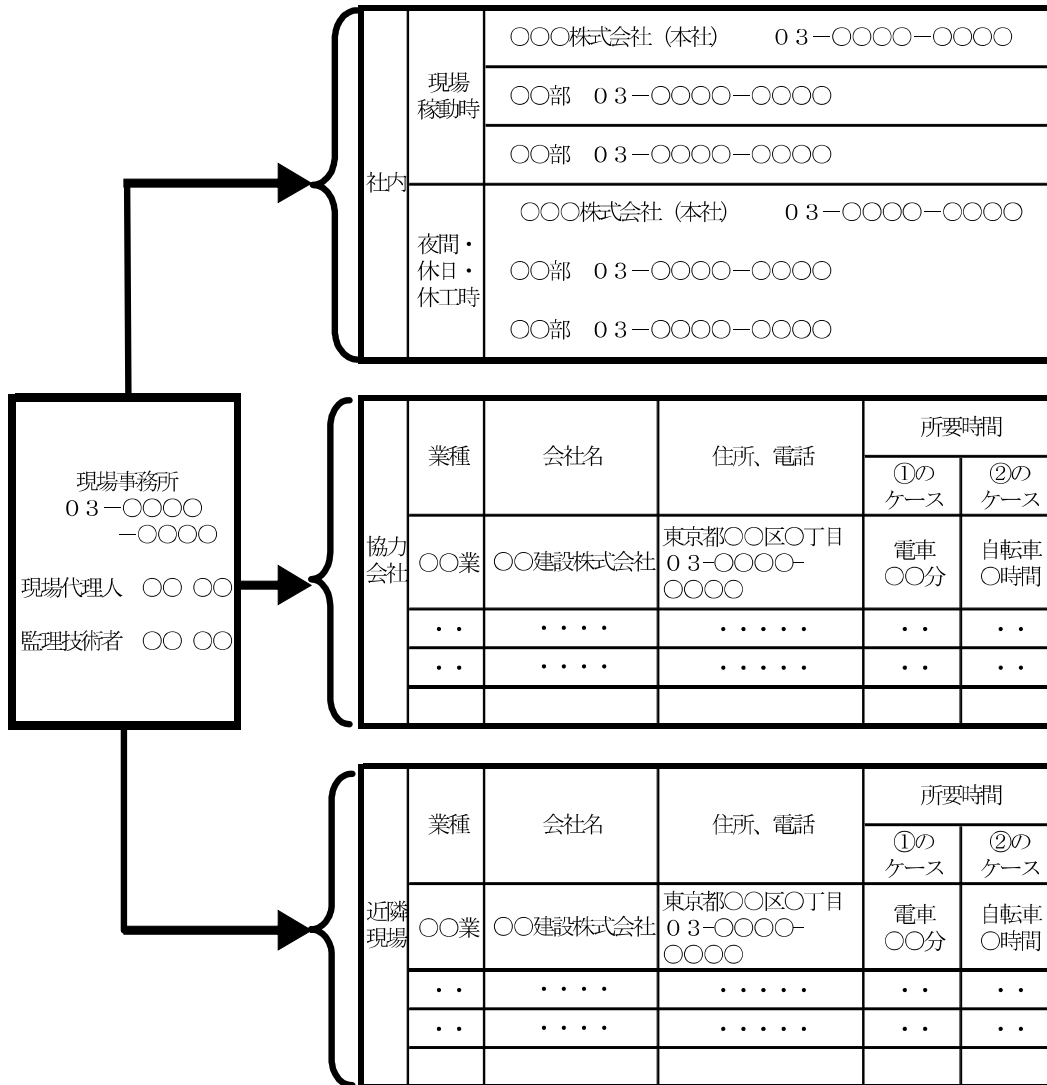 ○○○株式会社（本社）　０３－○○○○－○○○○
現場
稼動時
○○部　０３－○○○○－○○○○
○○部　０３－○○○○－○○○○
社内
○○○株式会社（本社）　０３－○○○○－○○○○
夜間・
休日・
休工時
○○部　０３－○○○○－○○○○
○○部　０３－○○○○－○○○○
現場事務所
０３－○○○○
－○○○○
現場代理人　○○ ○○
監理技術者　○○ ○○
協力
会社
業種
会社名
住所、電話
所要時間
①の
ケース
②の
ケース
○○業
○○建設株式会社
東京都○○区○丁目
０３-○○○○-
○○○○
電車
○○分
自転車
○時間
・・　・・・・　・・・・・　・・　・・
・・　・・・・　・・・・・　・・　・・
近隣
現場
業種
会社名
住所、電話
所要時間
①の
ケース
②の
ケース
○○業
○○建設株式会社
東京都○○区○丁目
０３-○○○○-
○○○○
電車
○○分
自転車
○時間
・・　・・・・　・・・・・　・・　・・
・・　・・・・　・・・・・　・・　・・